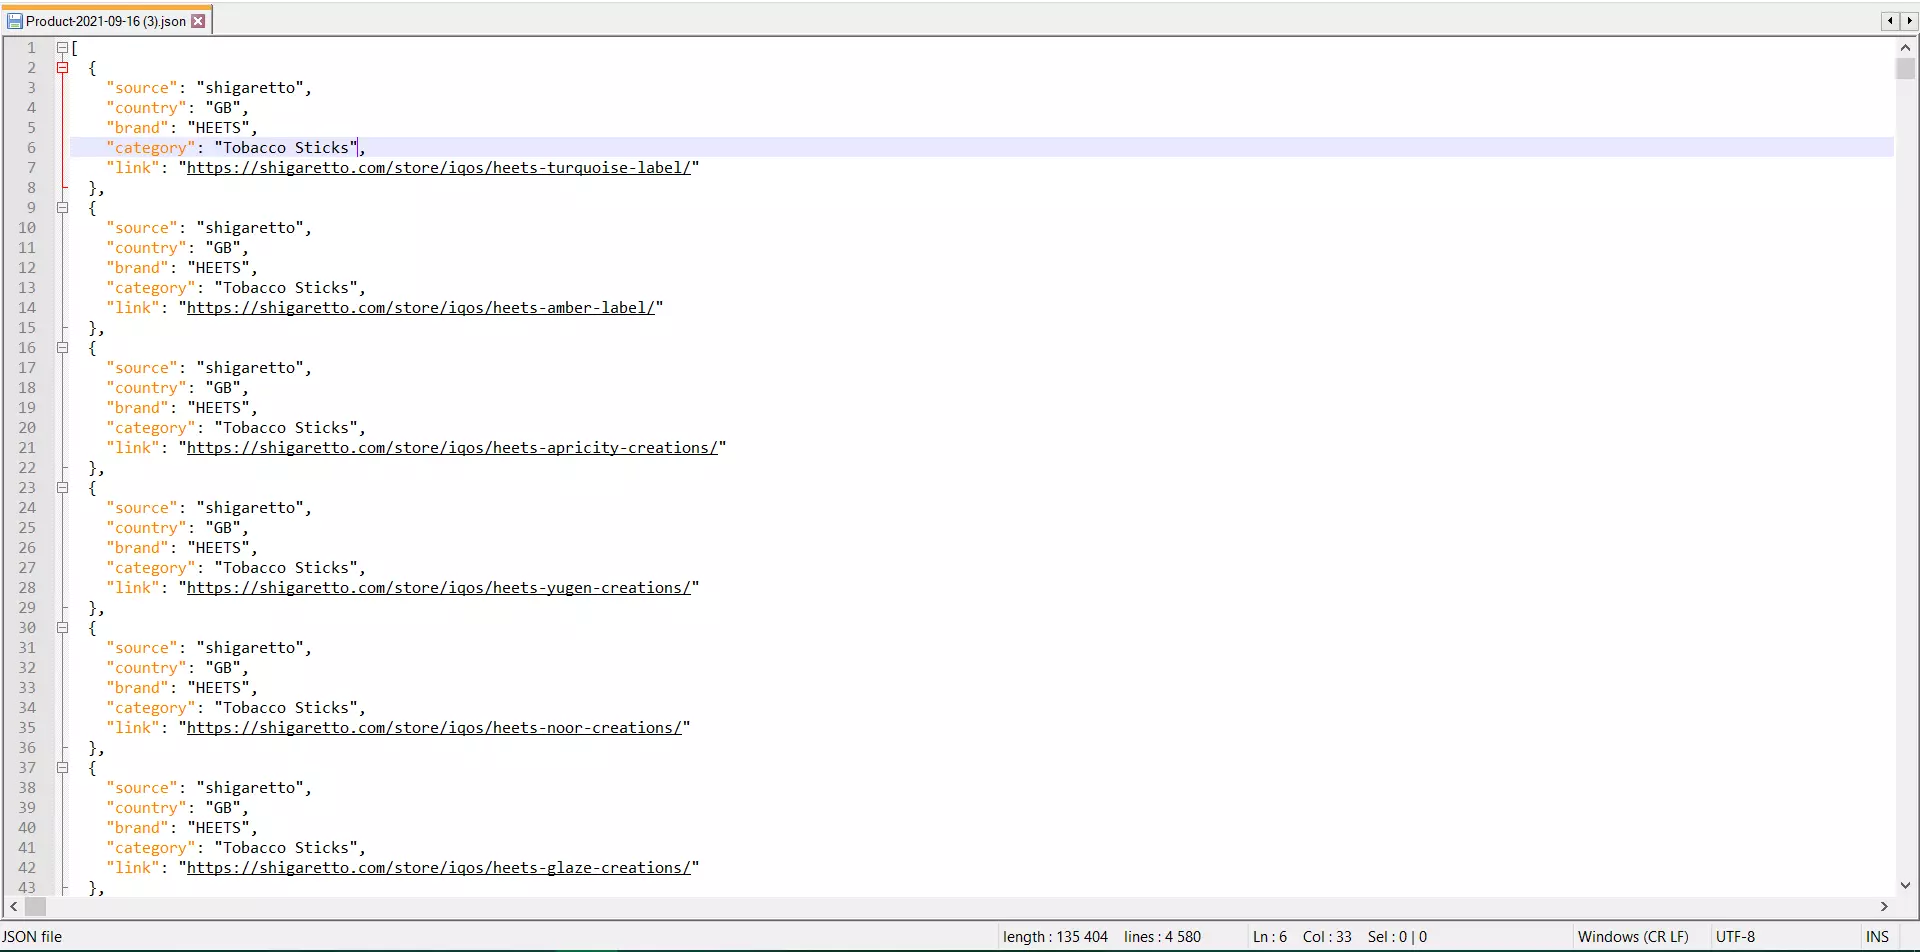 Product-2021-09-16 (3).json
1 [
2 {
3 "source": "shigaretto",
4 "country": "GB",
5 "brand": "HEETS",
6 "category": "Tobacco Sticks",
7 "link": "https://shigaretto.com/store/iqos/heets-turquoise-label/"
8 },
9 {
10 "source": "shigaretto",
11 "country": "GB",
12 "brand": "HEETS",
13 "category": "Tobacco Sticks",
14 "link": "https://shigaretto.com/store/iqos/heets-amber-label/"
15 },
16 {
17 "source": "shigaretto",
18 "country": "GB",
19 "brand": "HEETS",
20 "category": "Tobacco Sticks",
21 "link": "https://shigaretto.com/store/iqos/heets-apricity-creations/"
22 },
23 {
24 "source": "shigaretto",
25 "country": "GB",
26 "brand": "HEETS",
27 "category": "Tobacco Sticks",
28 "link": "https://shigaretto.com/store/iqos/heets-yugen-creations/"
29 },
30 {
31 "source": "shigaretto",
32 "country": "GB",
33 "brand": "HEETS",
34 "category": "Tobacco Sticks",
35 "link": "https://shigaretto.com/store/iqos/heets-noor-creations/"
36 },
37 {
38 "source": "shigaretto",
39 "country": "GB",
40 "brand": "HEETS",
41 "category": "Tobacco Sticks",
42 "link": "https://shigaretto.com/store/iqos/heets-glaze-creations/"
43 },
JSON file length : 135 404 lines : 4 580 Ln : 6 Col : 33 Sel : 0 | 0 Windows (CR LF) UTF-8 INS